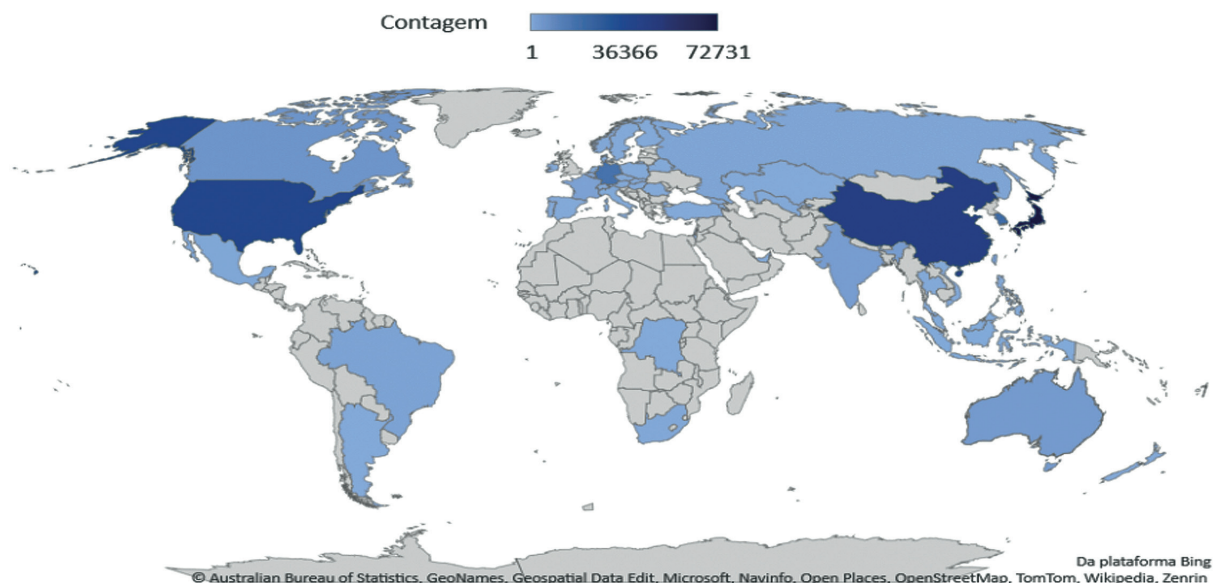 Contagem
1 36366 72731
Da plataforma Bing
© Australian Bureau of Statistics, GeoNames, Geospatial Data Edit, Microsoft, Navinfo, Open Places, OpenStreetMap, TomTom, Wikipedia, Zenrin